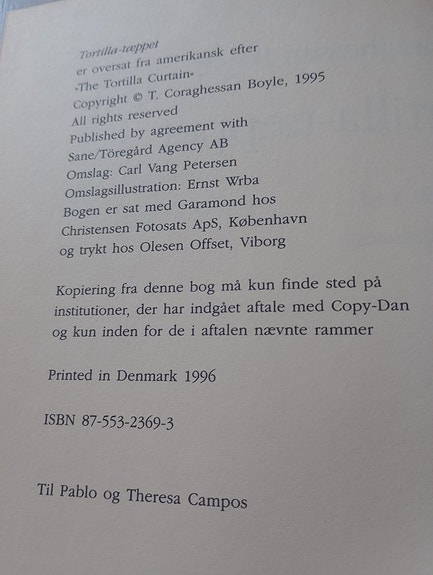 Tortilla-tæppet
er oversat fra amerikansk efter
»The Tortilla Curtain«
Copyright © T. Coraghessan Boyle, 1995
All rights reserved
Published by agreement with
Sane/Töregård Agency AB
Omslag: Carl Vang Petersen
Omslagsillustration: Ernst Wrba
Bogen er sat med Garamond hos
Christensen Fotosats ApS, København
og trykt hos Olesen Offset, Viborg
Kopiering fra denne bog må kun finde sted på
institutioner, der har indgået aftale med Copy-Dan
og kun inden for de i aftalen nævnte rammer
Printed in Denmark 1996
ISBN 87-553-2369-3
Til Pablo og Theresa Campos